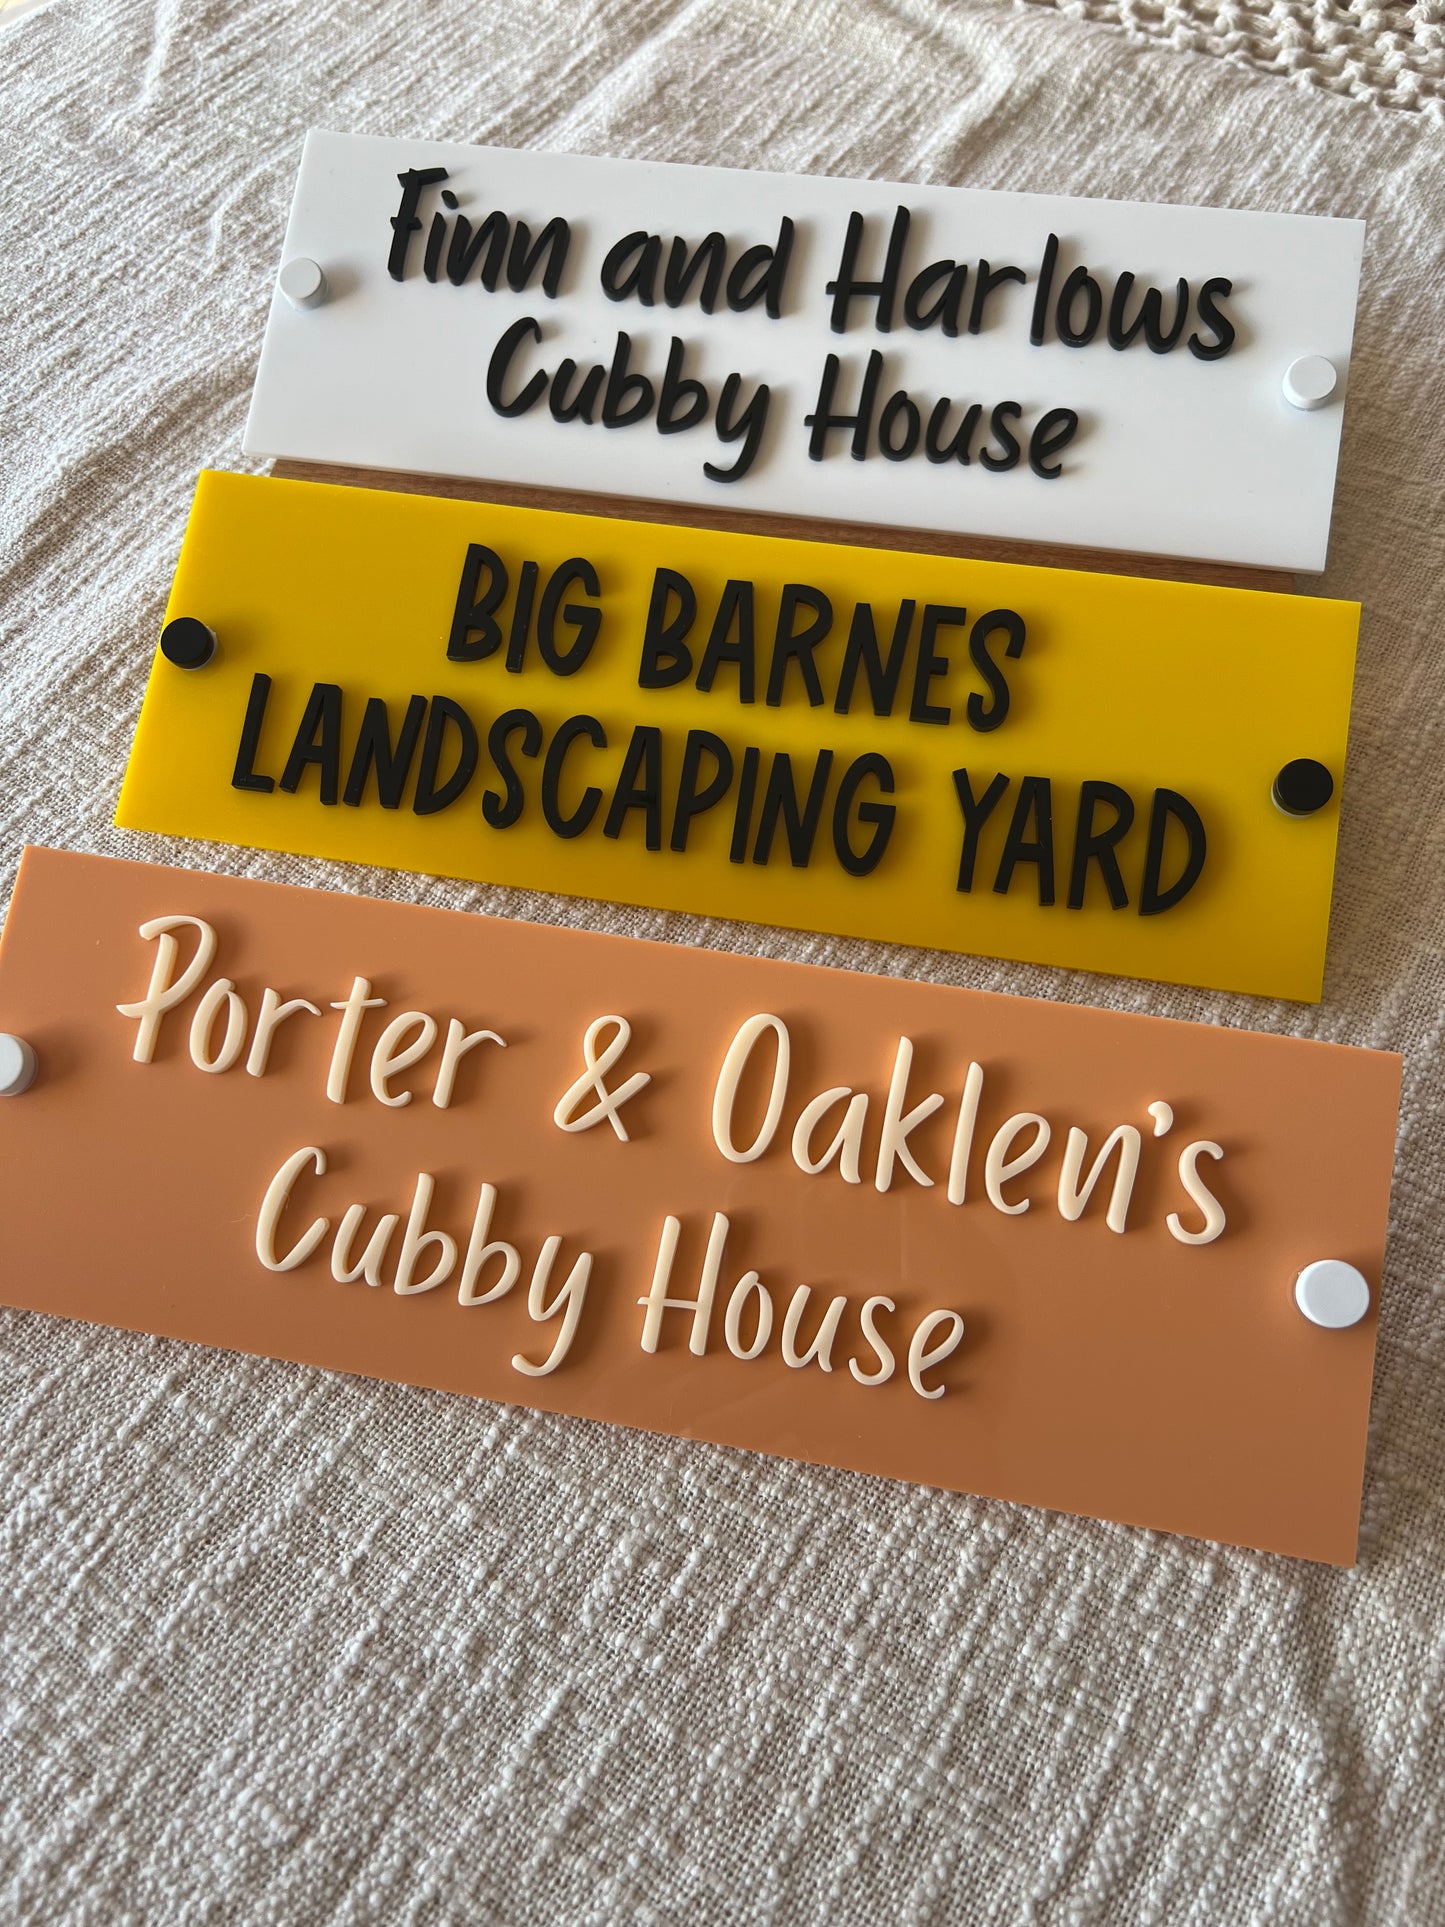 Finn and Harlows
Cubby House
BIG BARNES
LANDSCAPING YARD
Porter & Oaklen's
Cubby House